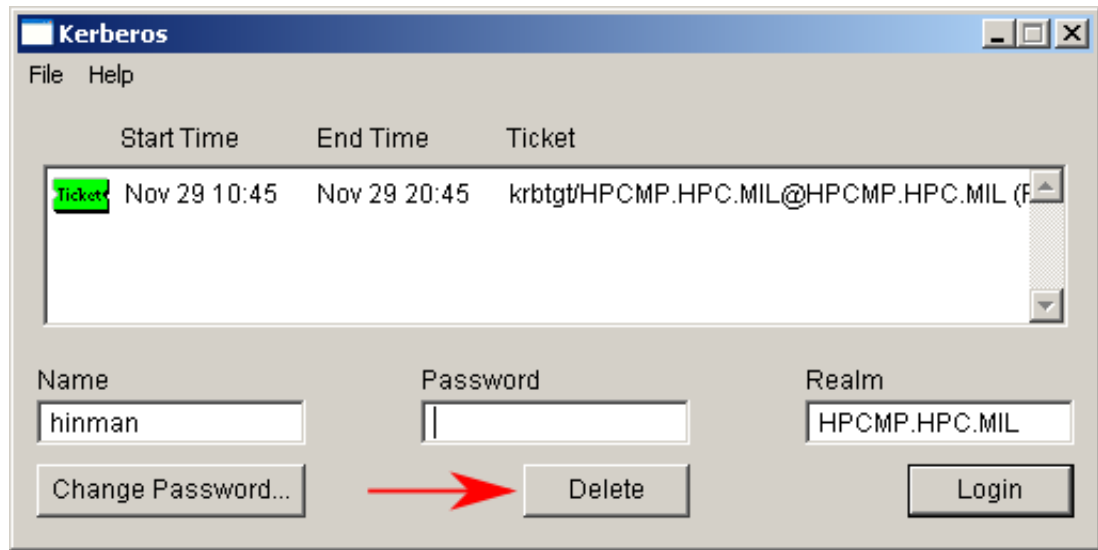 Kerberos
File Help
Start Time End Time Ticket
Ticket Nov 29 10:45 Nov 29 20:45 krbtgt/HPCMP.HPC.MIL@HPCMP.HPC.MIL (
Name Password Realm
hinman HPCMP.HPC.MIL
Change Password... Delete Login